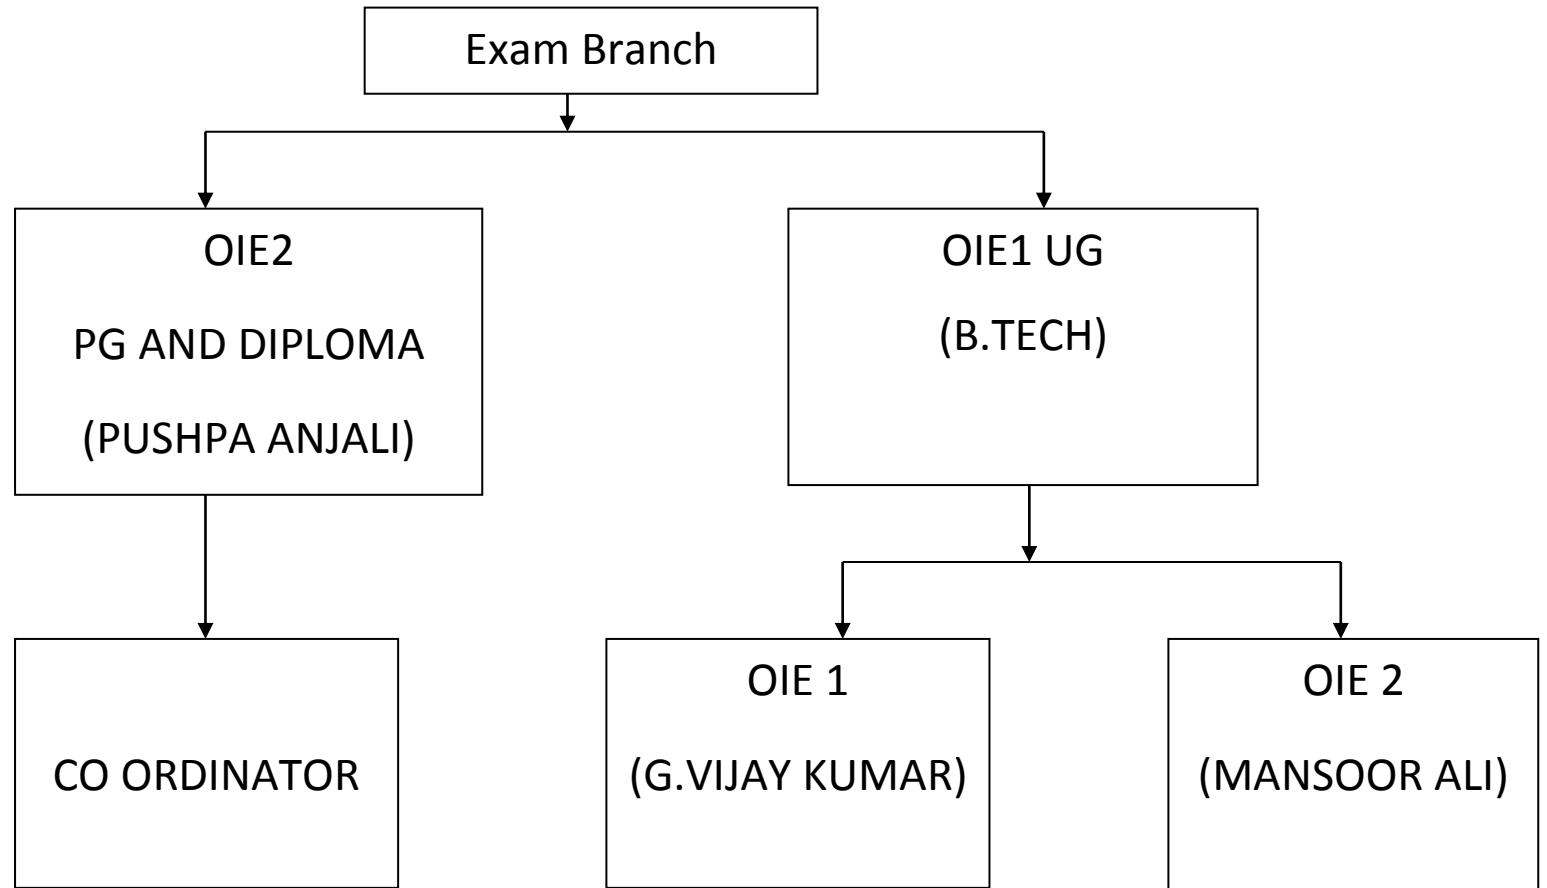 Exam Branch
OIE2
PG AND DIPLOMA
(PUSHPA ANJALI)
OIE1 UG
(B.TECH)
CO ORDINATOR
OIE 1
(G.VIJAY KUMAR)
OIE 2
(MANSOOR ALI)